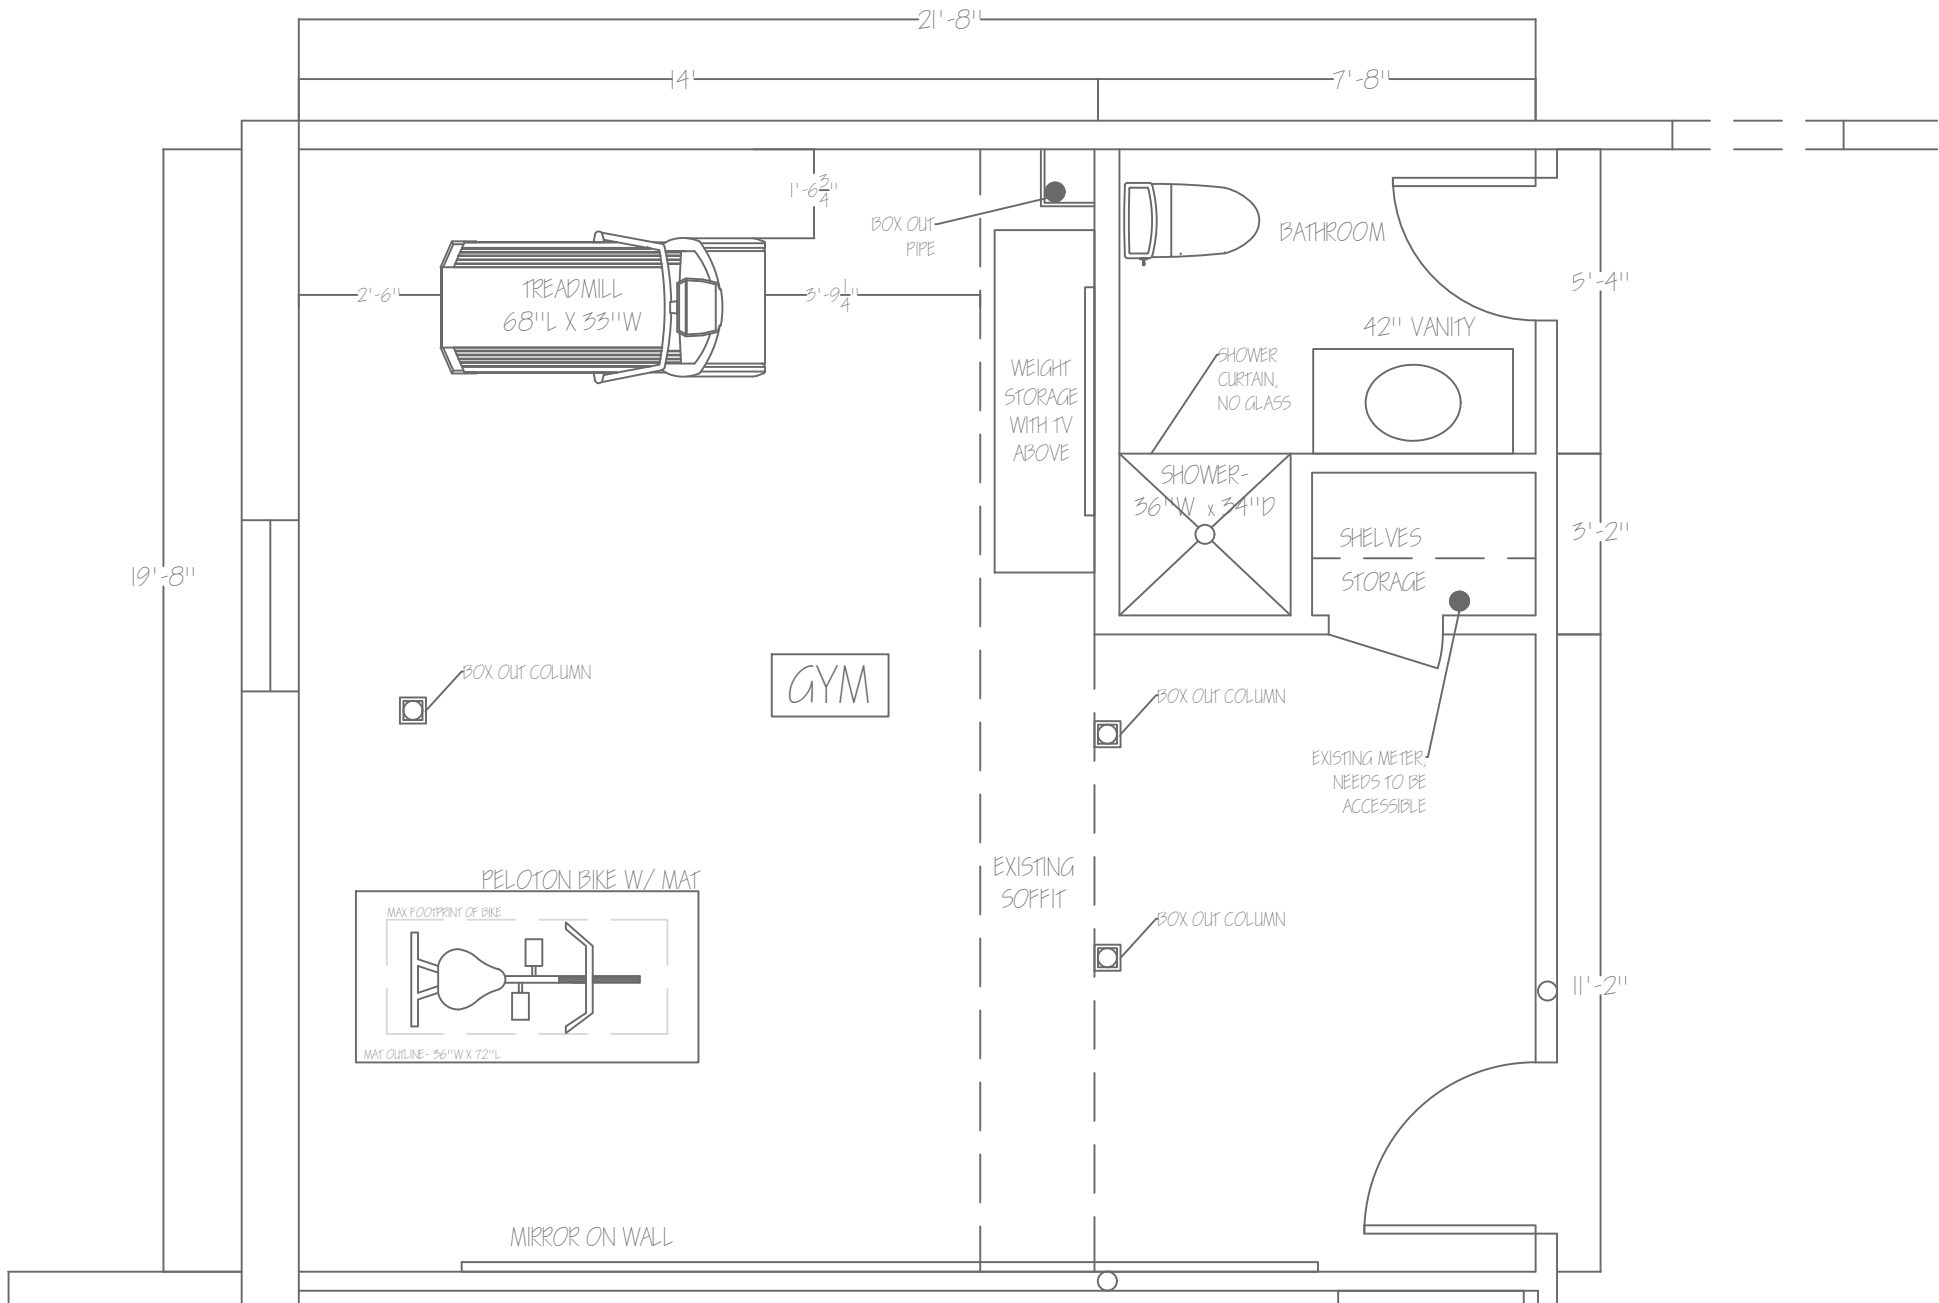 21'-8"
14'
7'-8"
1'-6 3/4"
BOX OUT
PIPE
BATHROOM
5'-4"
2'-6"
TREADMILL
68"L X 33"W
3'-9 1/4"
42" VANITY
WEIGHT
STORAGE
WITH TV
ABOVE
SHOWER
CURTAIN,
NO GLASS
SHOWER-
36"W x 34"D
SHELVES
STORAGE
3'-2"
19'-8"
BOX OUT COLUMN
GYM
BOX OUT COLUMN
EXISTING METER,
NEEDS TO BE
ACCESSIBLE
PELOTON BIKE W/ MAT
MAX FOOTPRINT OF BIKE
MAT OUTLINE- 36"W X 72"L
EXISTING
SOFFIT
BOX OUT COLUMN
11'-2"
MIRROR ON WALL